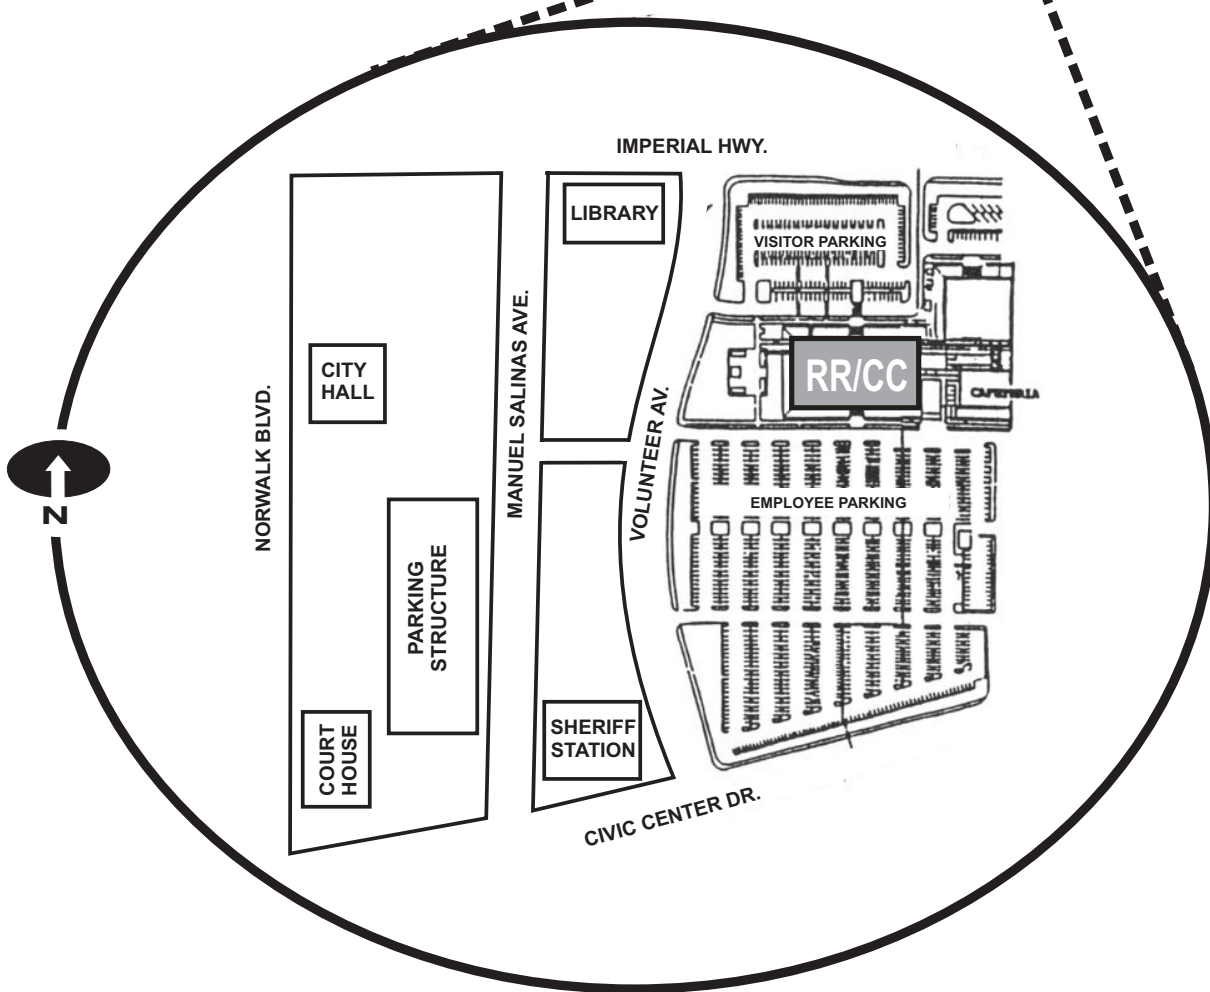 IMPERIAL HWY.
LIBRARY
VISITOR PARKING
MANUEL SALINAS AVE.
CITY
HALL
RR/CC
NORWALK BLVD.
VOLUNTEER AV.
N
EMPLOYEE PARKING
PARKING
STRUCTURE
SHERIFF
STATION
COURT
HOUSE
CIVIC CENTER DR.